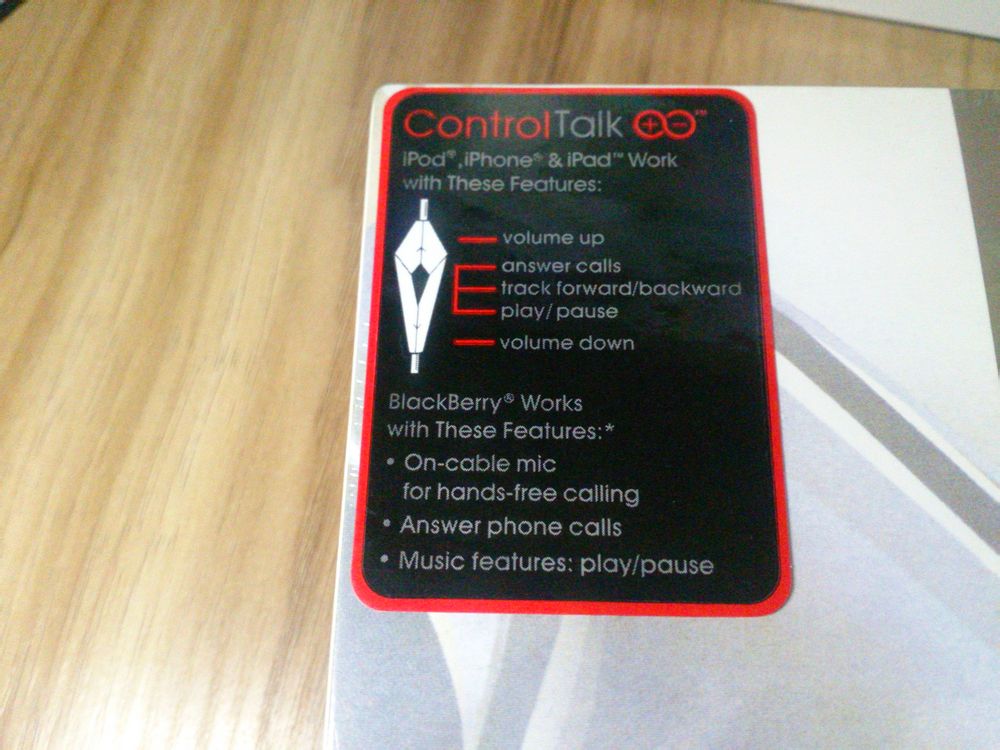 ControlTalk ™
iPod®, iPhone® & iPad™ Work
with These Features:
volume up
answer calls
track forward/backward
play/ pause
volume down
BlackBerry® Works
with These Features:*
• On-cable mic
for hands-free calling
• Answer phone calls
• Music features: play/pause